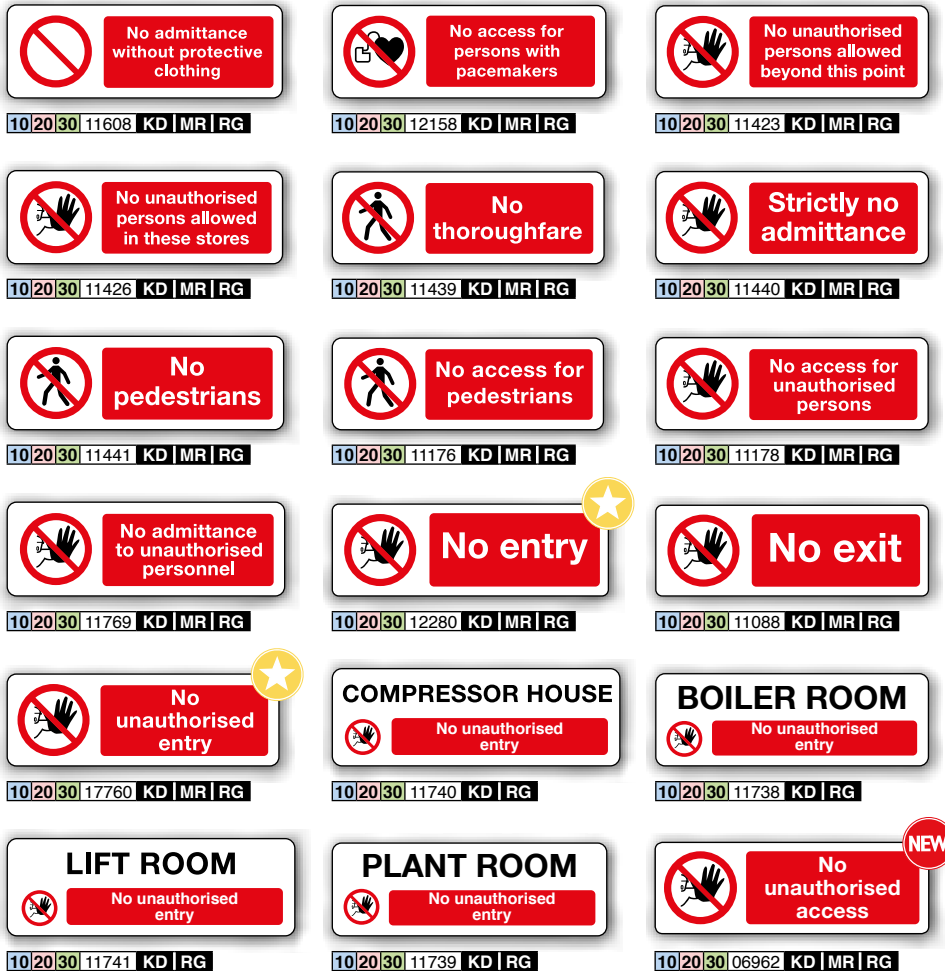 No admittance
without protective
clothing
10 20 30 11608 KD MR RG
No access for
persons with
pacemakers
10 20 30 12158 KD MR RG
No unauthorised
persons allowed
beyond this point
10 20 30 11423 KD MR RG
No unauthorised
persons allowed
in these stores
10 20 30 11426 KD MR RG
No
thoroughfare
10 20 30 11439 KD MR RG
Strictly no
admittance
10 20 30 11440 KD MR RG
No
pedestrians
10 20 30 11441 KD MR RG
No access for
pedestrians
10 20 30 11176 KD MR RG
No access for
unauthorised
persons
10 20 30 11178 KD MR RG
No admittance
to unauthorised
personnel
10 20 30 11769 KD MR RG
No entry
10 20 30 12280 KD MR RG
No exit
10 20 30 11088 KD MR RG
No
unauthorised
entry
10 20 30 17760 KD MR RG
COMPRESSOR HOUSE
No unauthorised
entry
10 20 30 11740 KD RG
BOILER ROOM
No unauthorised
entry
10 20 30 11738 KD RG
LIFT ROOM
No unauthorised
entry
10 20 30 11741 KD RG
PLANT ROOM
No unauthorised
entry
10 20 30 11739 KD RG
NEW
No
unauthorised
access
10 20 30 06962 KD MR RG